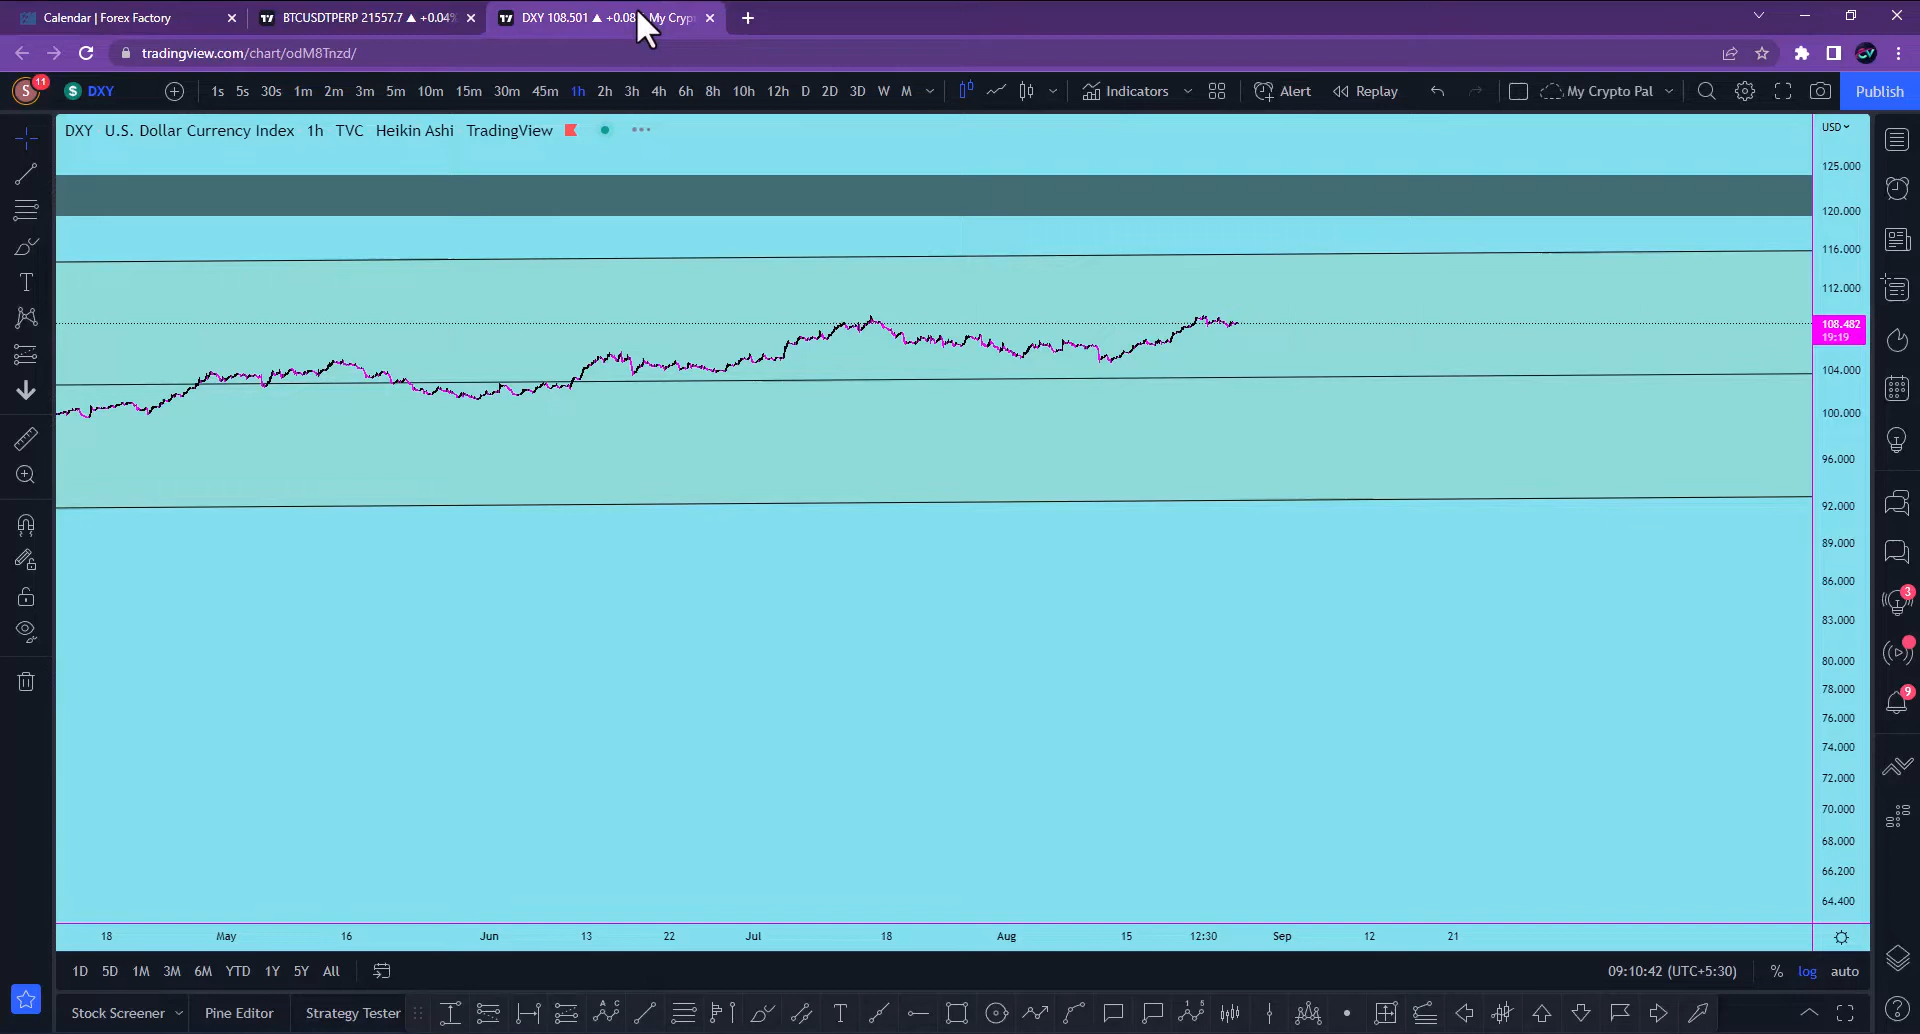 Calendar | Forex Factory
BTCUSDTPERP 21557.7 ▲ +0.04%
DXY 108.501 ▲ +0.08 My Cryp
tradingview.com/chart/odM8Tnzd/
S 11
DXY 1s 5s 30s 1m 2m 3m 5m 10m 15m 30m 45m 1h 2h 3h 4h 6h 8h 10h 12h D 2D 3D W M Indicators Alert Replay My Crypto Pal Publish
DXY U.S. Dollar Currency Index 1h TVC Heikin Ashi TradingView
USD
125.000
120.000
116.000
112.000
108.482
19:19
104.000
100.000
96.000
92.000
89.000
86.000
83.000
80.000
78.000
76.000
74.000
72.000
70.000
68.000
66.200
64.400
3
9
18 May 16 Jun 13 22 Jul 18 Aug 15 12:30 Sep 12 21
1D 5D 1M 3M 6M YTD 1Y 5Y All 09:10:42 (UTC+5:30) % log auto
Stock Screener Pine Editor Strategy Tester